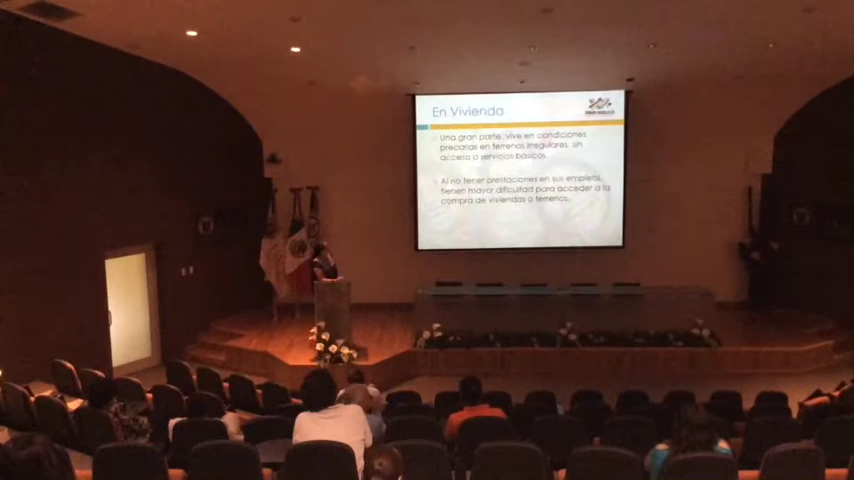 En Vivienda
Una gran parte, vive en condiciones
precarias en terrenos irregulares, sin
acceso a servicios básicos.
Al no tener prestaciones en sus empleas,
tienen mayor dificultad para acceder a la
compra de viviendas o terrenos.